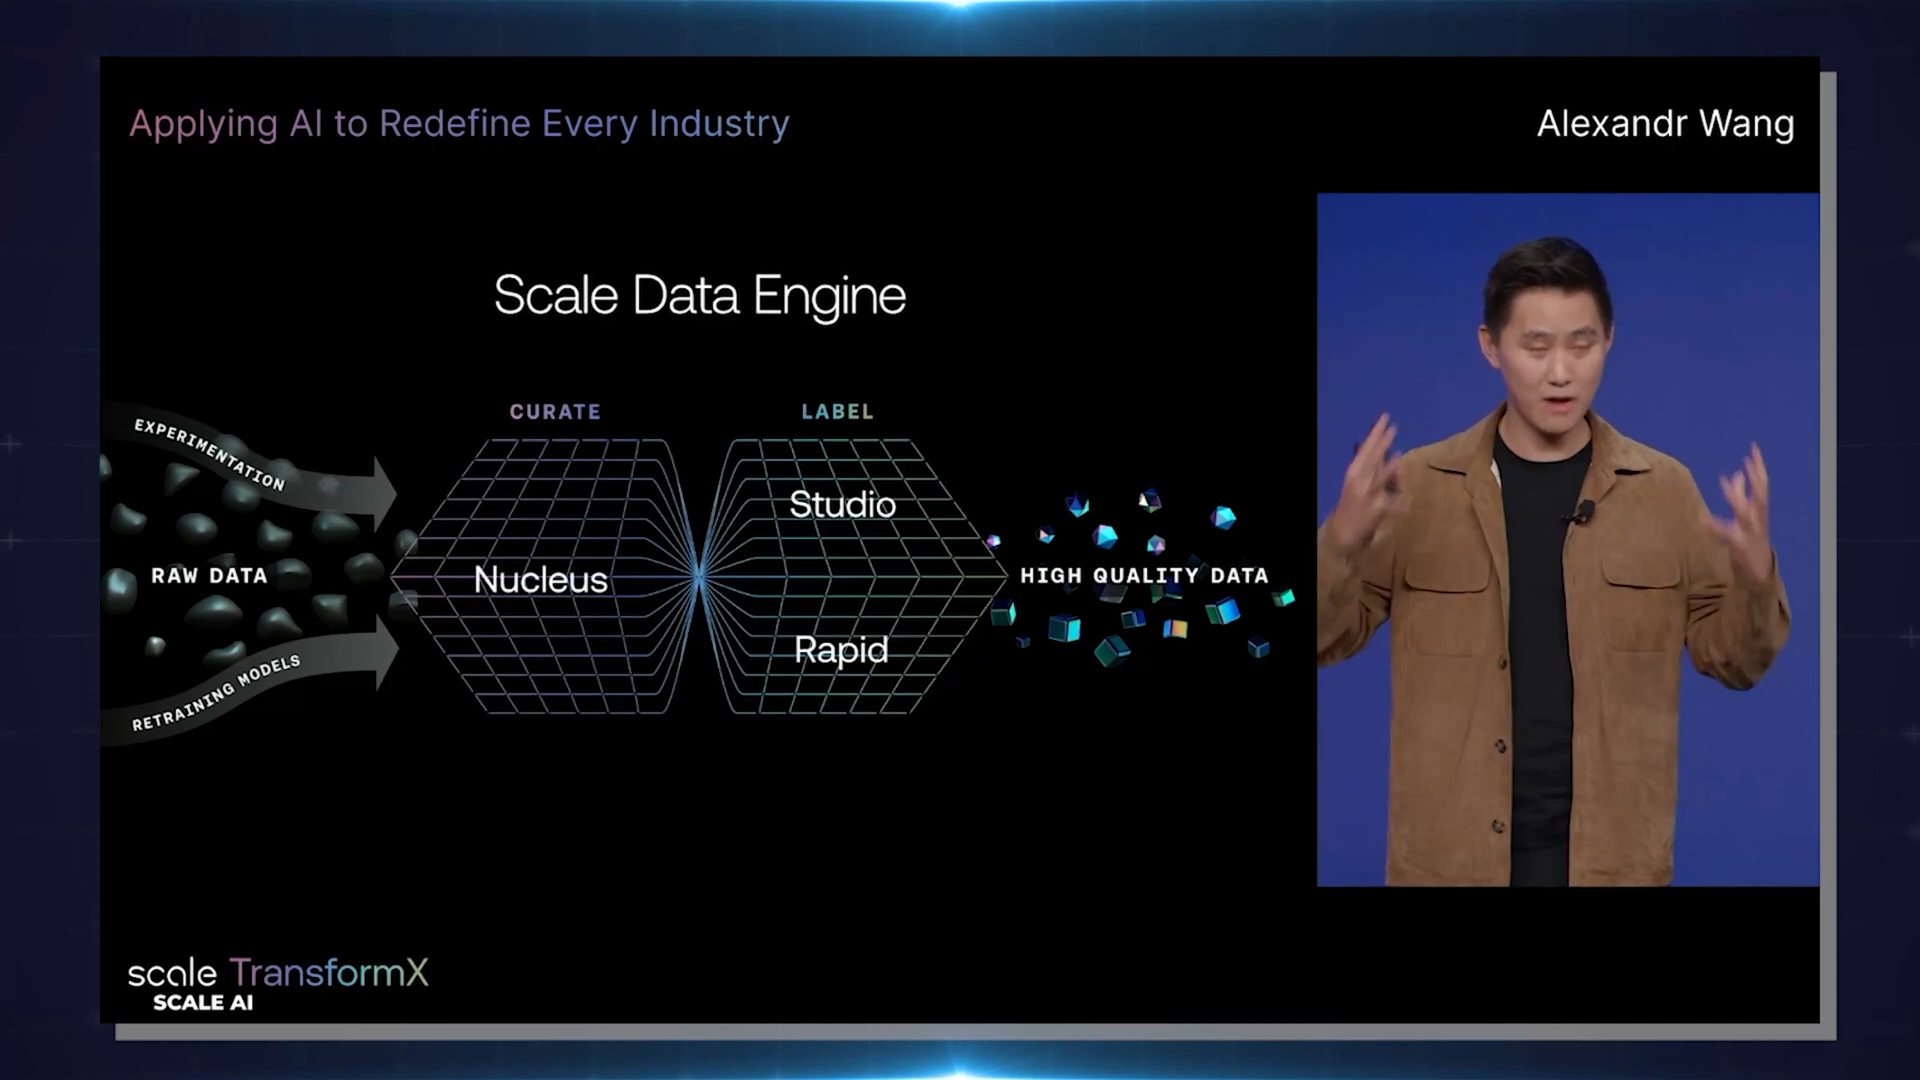 Applying AI to Redefine Every Industry
Alexandr Wang
Scale Data Engine
CURATE
LABEL
EXPERIMENTATION
Studio
RAW DATA
Nucleus
HIGH QUALITY DATA
Rapid
RETRAINING MODELS
scale TransformX
SCALE AI